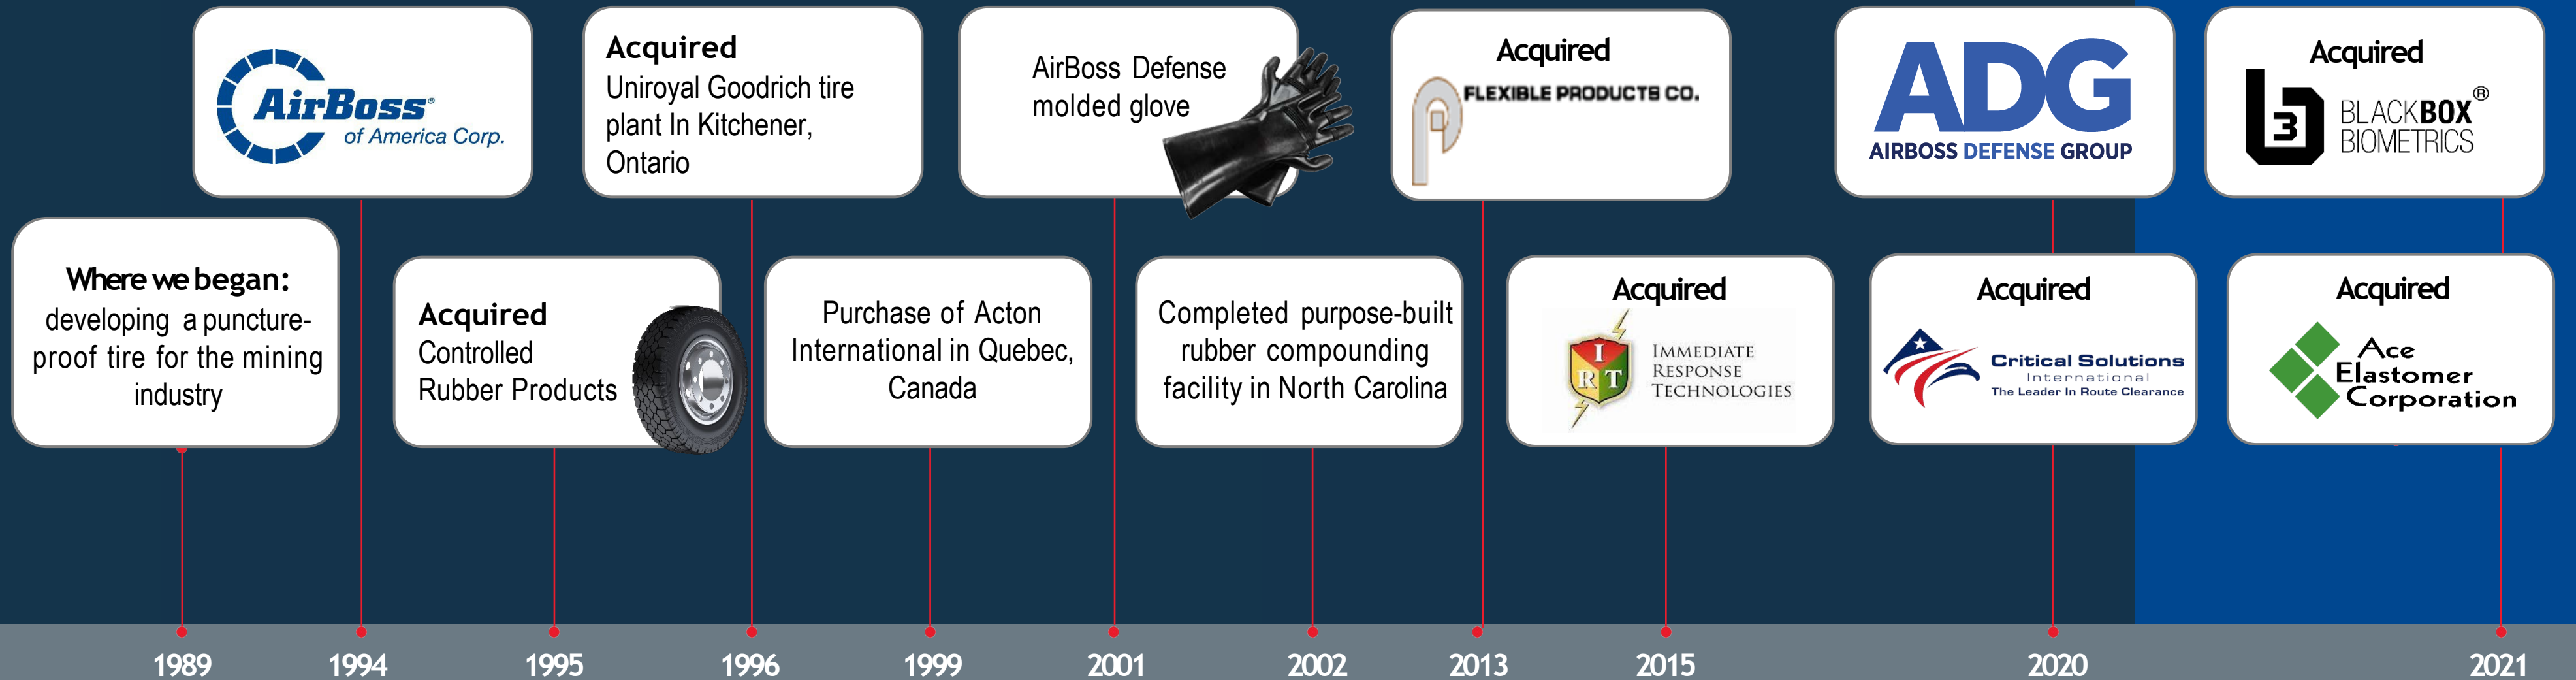 AirBoss®
of America Corp.
Acquired
Uniroyal Goodrich tire
plant In Kitchener,
Ontario
AirBoss Defense
molded glove
Acquired
FLEXIBLE PRODUCTS CO.
ADG
AIRBOSS DEFENSE GROUP
Acquired
b3
BLACKBOX®
BIOMETRICS
Where we began:
developing a puncture-
proof tire for the mining
industry
Acquired
Controlled
Rubber Products
Purchase of Acton
International in Quebec,
Canada
Completed purpose-built
rubber compounding
facility in North Carolina
Acquired
IRT
IMMEDIATE
RESPONSE
TECHNOLOGIES
Acquired
Critical Solutions
International
The Leader In Route Clearance
Acquired
Ace
Elastomer
Corporation
1989
1994
1995
1996
1999
2001
2002
2013
2015
2020
2021